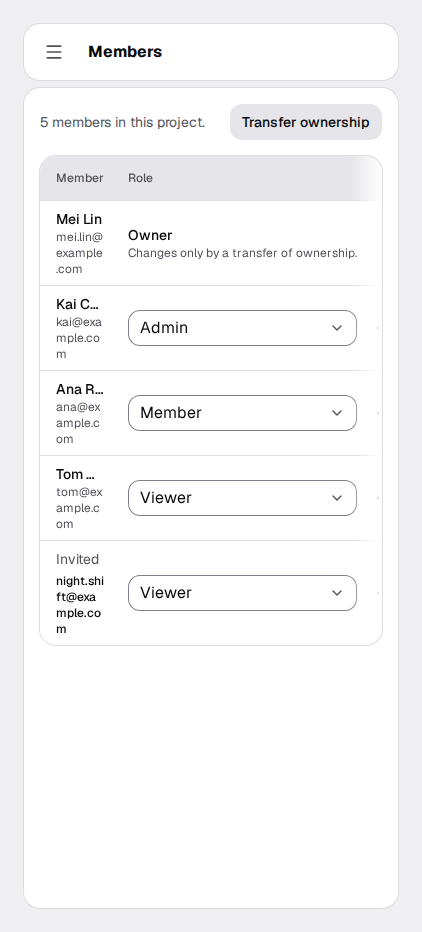 Members
5 members in this project.
Transfer ownership
Member
Role
Mei Lin
mei.lin@
example
.com
Owner
Changes only by a transfer of ownership.
Kai C...
kai@exa
mple.co
m
Admin
Ana R...
ana@ex
ample.c
om
Member
Tom ...
tom@ex
ample.c
om
Viewer
Invited
night.shi
ft@exa
mple.co
m
Viewer